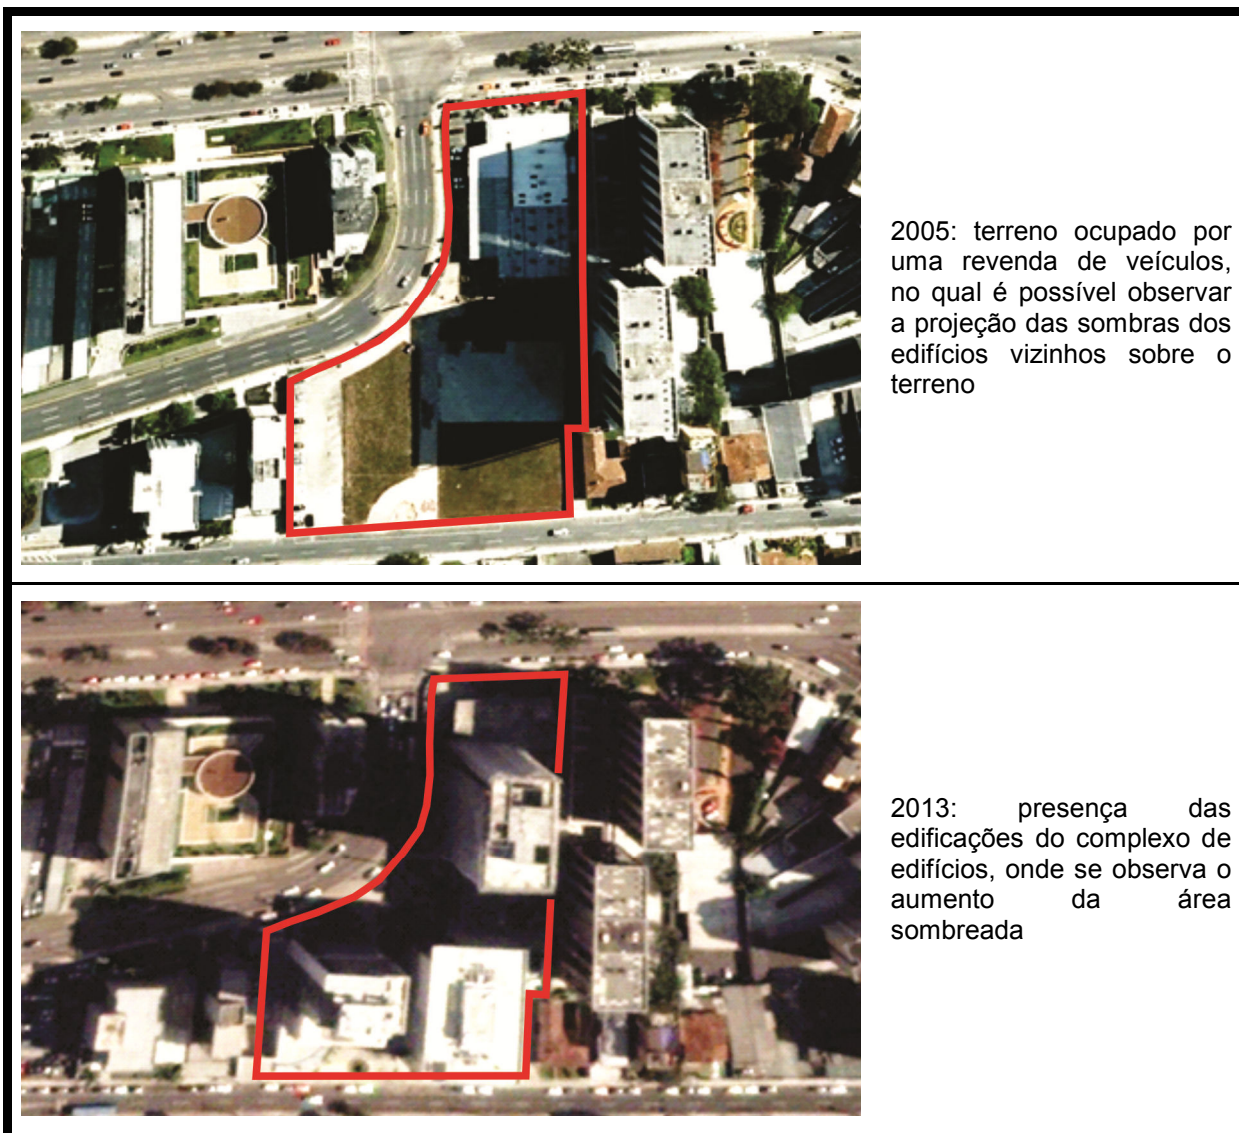 2005: terreno ocupado por
uma revenda de veículos,
no qual é possível observar
a projeção das sombras dos
edifícios vizinhos sobre o
terreno
2013: presença das
edificações do complexo de
edifícios, onde se observa o
aumento da área
sombreada